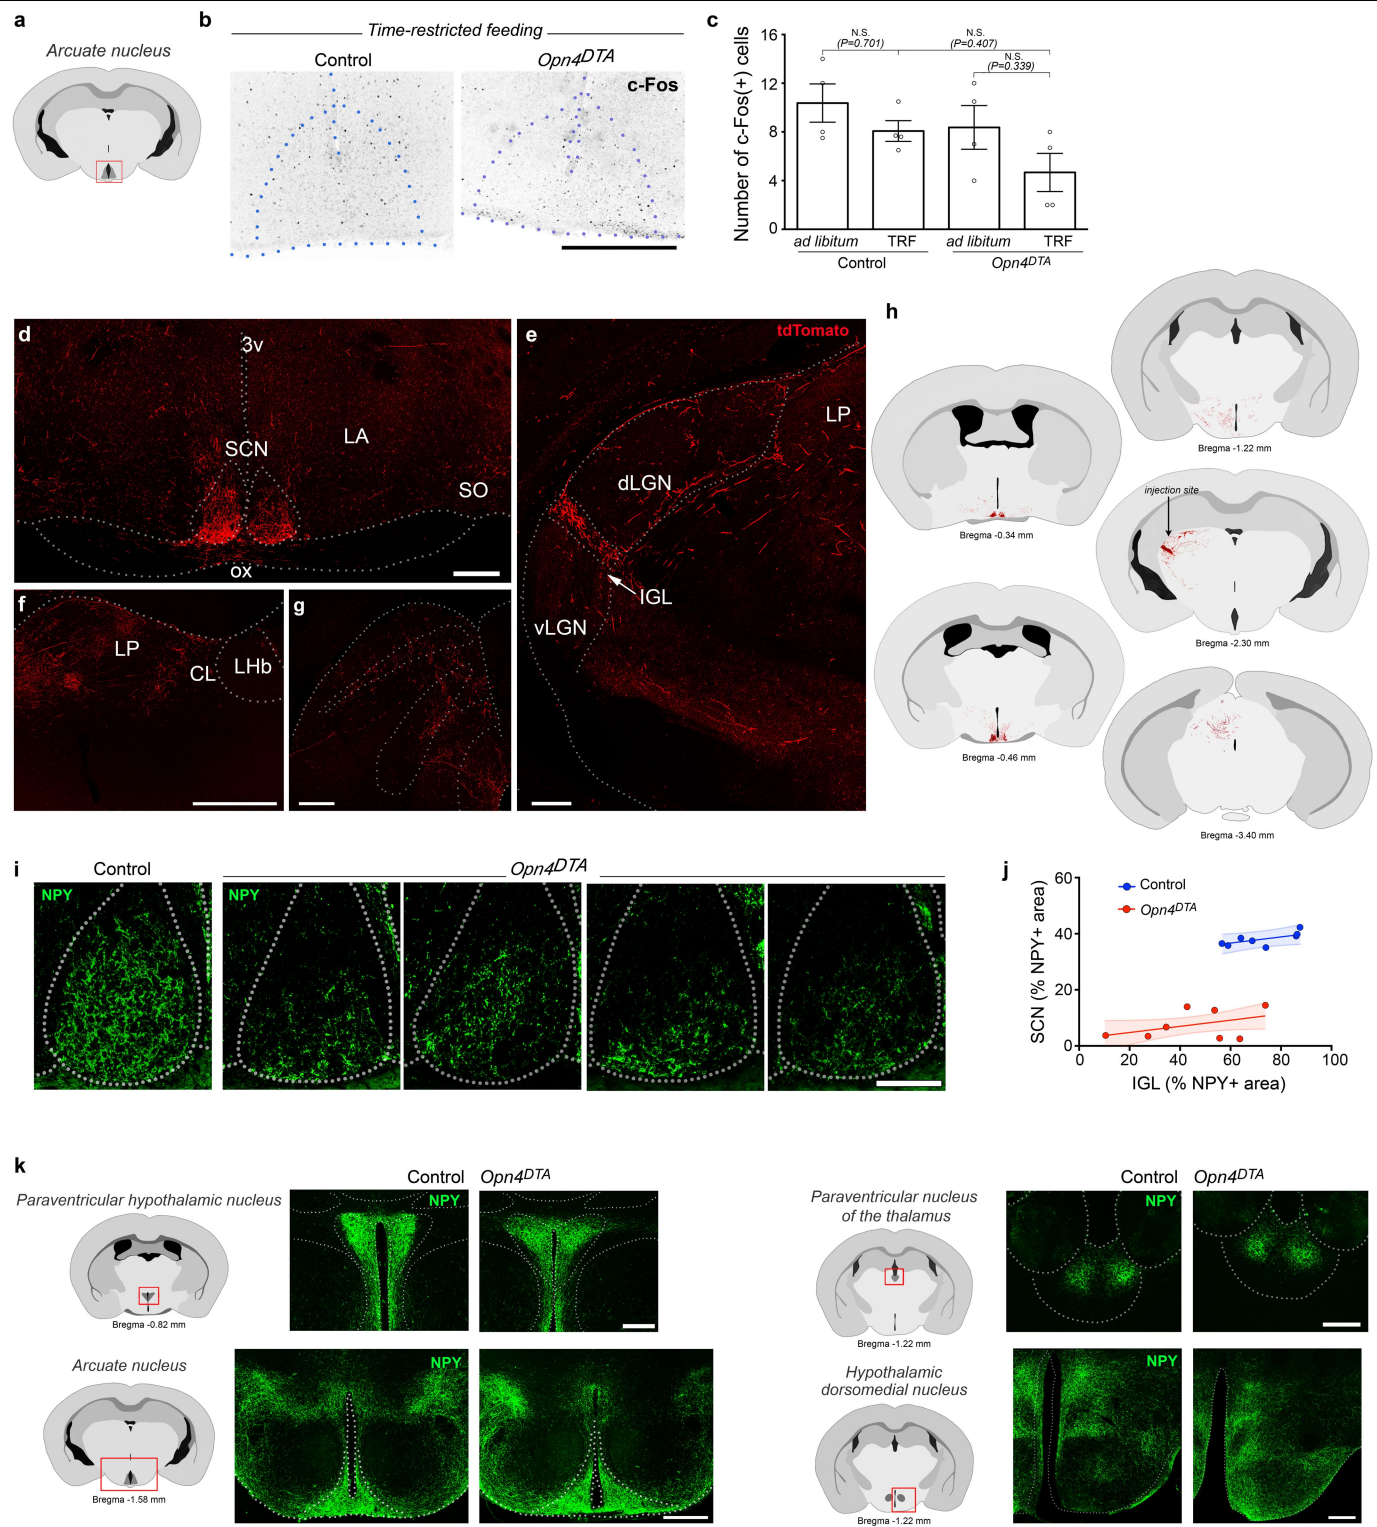 a
Arcuate nucleus
b
Time-restricted feeding
Control
Opn4DTA
c-Fos
c
Number of c-Fos(+) cells
16
12
8
4
0
N.S.
(P=0.701)
N.S.
(P=0.407)
N.S.
(P=0.339)
ad libitum
TRF
ad libitum
TRF
Control
Opn4DTA
d
3v
SCN
LA
SO
ox
e
tdTomato
LP
dLGN
IGL
vLGN
f
LP
CL
LHb
g
h
Bregma -1.22 mm
Bregma -0.34 mm
injection site
Bregma -2.30 mm
Bregma -0.46 mm
Bregma -3.40 mm
i
Control
Opn4DTA
NPY
NPY
j
SCN (% NPY+ area)
60
40
20
0
Control
Opn4DTA
0
20
40
60
80
100
IGL (% NPY+ area)
k
Control
Opn4DTA
Paraventricular hypothalamic nucleus
NPY
Bregma -0.82 mm
Arcuate nucleus
NPY
Bregma -1.58 mm
Control
Opn4DTA
Paraventricular nucleus
of the thalamus
NPY
Bregma -1.22 mm
Hypothalamic
dorsomedial nucleus
NPY
Bregma -1.22 mm